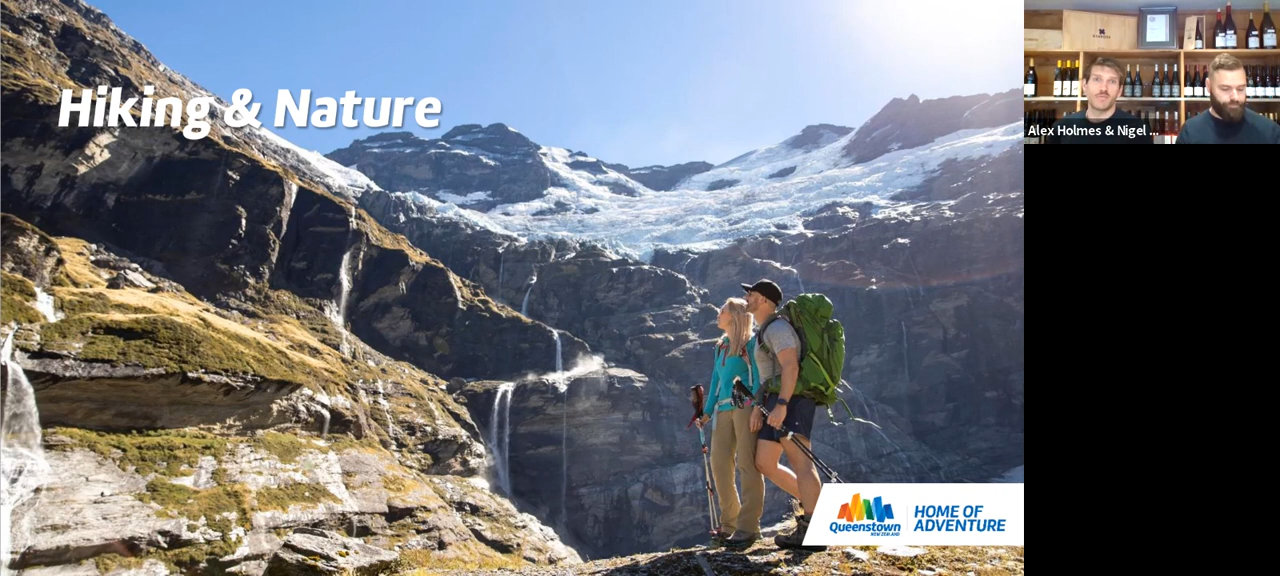 Hiking & Nature
Alex Holmes & Nigel ...
Queenstown
NEW ZEALAND
HOME OF
ADVENTURE